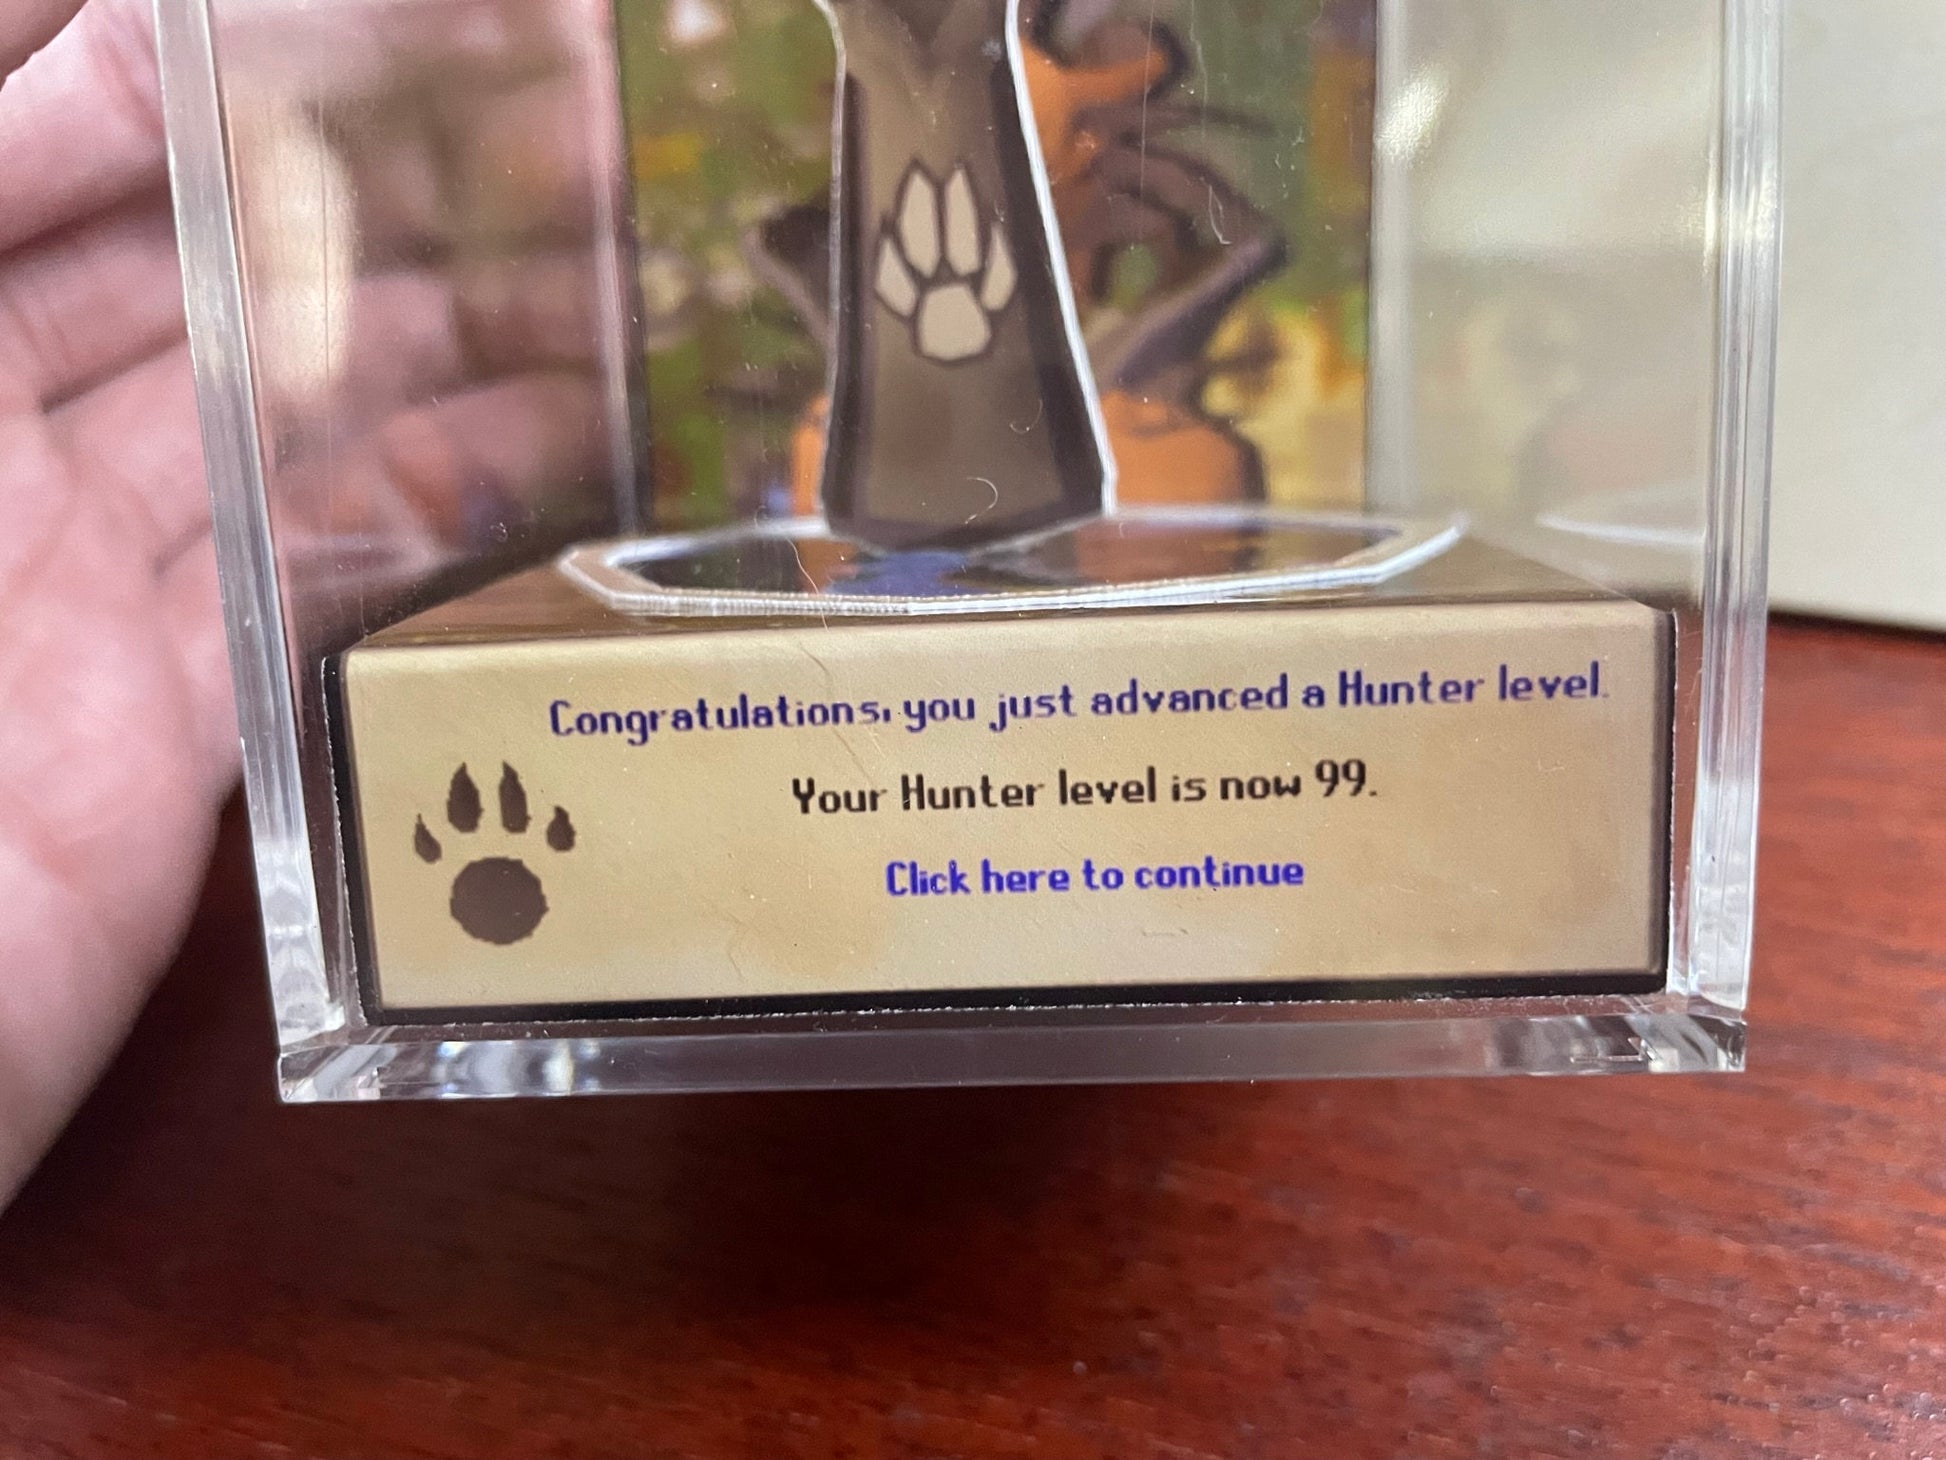 Congratulations, you just advanced a Hunter level.
Your Hunter level is now 99.
Click here to continue